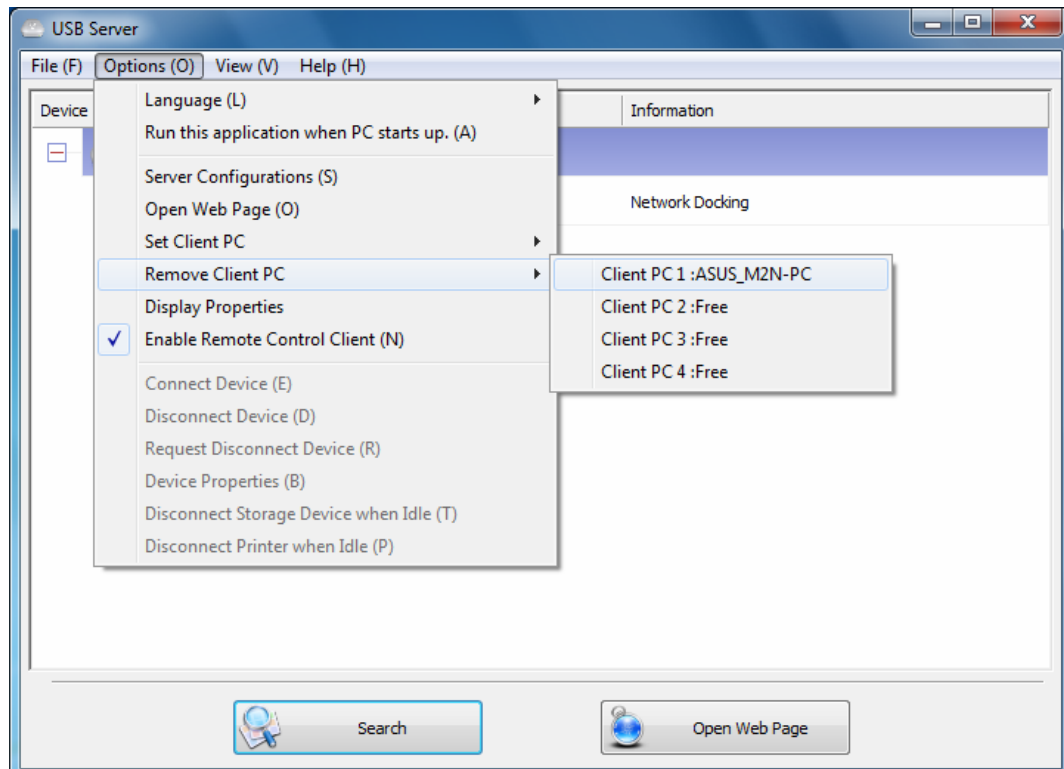 USB Server
File (F) Options (O) View (V) Help (H)
Device Information
Network Docking
Language (L)
Run this application when PC starts up. (A)
Server Configurations (S)
Open Web Page (O)
Set Client PC
Remove Client PC
Display Properties
Enable Remote Control Client (N)
Connect Device (E)
Disconnect Device (D)
Request Disconnect Device (R)
Device Properties (B)
Disconnect Storage Device when Idle (T)
Disconnect Printer when Idle (P)
Client PC 1 :ASUS_M2N-PC
Client PC 2 :Free
Client PC 3 :Free
Client PC 4 :Free
Search
Open Web Page